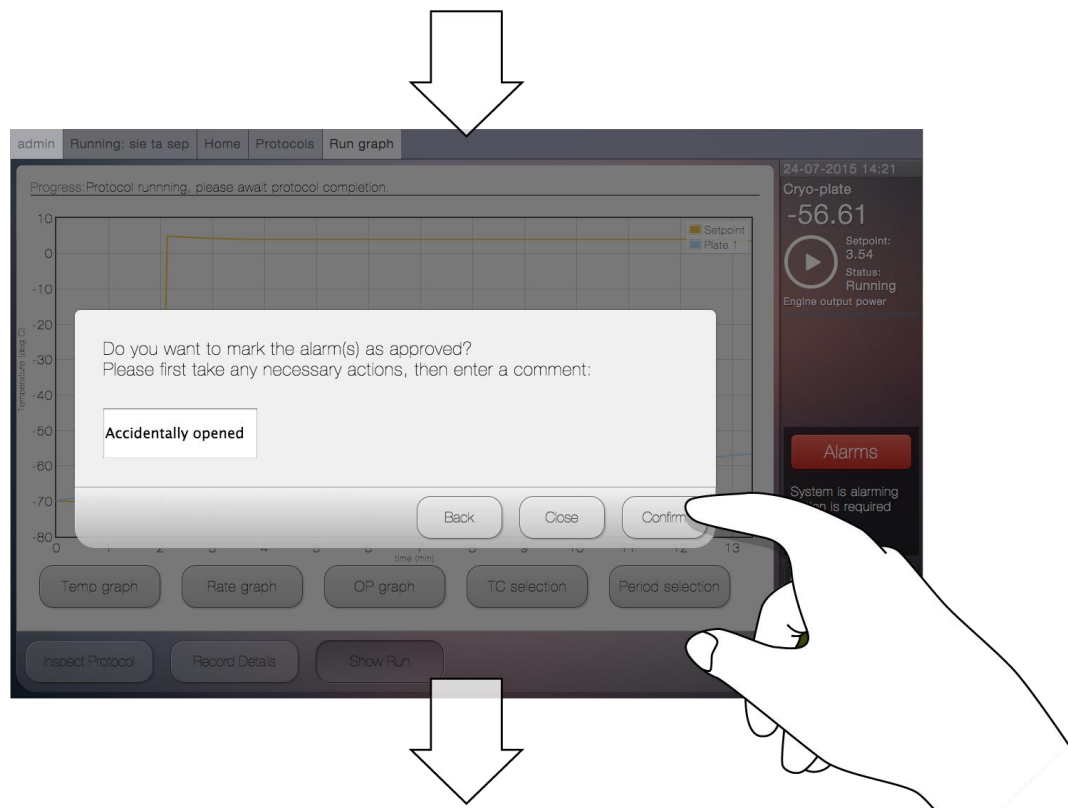 admin Running: sie ta sep Home Protocols Run graph
24-07-2015 14:21
Progress:Protocol runnning, please await protocol completion.
Cryo-plate
-56.61
Setpoint:
3.54
Status:
Running
Engine output power
Setpoint
Plate 1
10
0
-10
-20
-30
-40
-50
-60
-70
-80
Temperature (deg C)
Do you want to mark the alarm(s) as approved?
Please first take any necessary actions, then enter a comment:
Accidentally opened
Back Close Confirm
Alarms
System is alarming
is required
0 2 10 11 12 13
time (min)
Temp graph Rate graph OP graph TC selection Period selection
Inspect Protocol Record Details Show Run